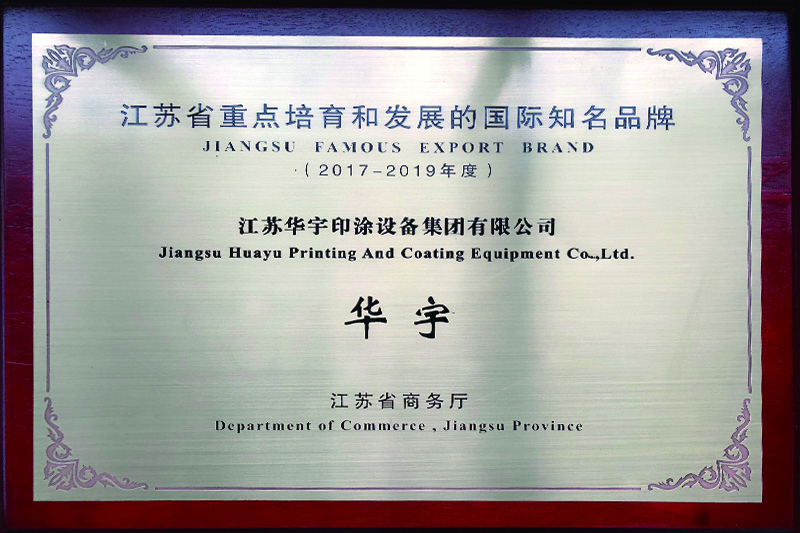 江苏省重点培育和发展的国际知名品牌
JIANGSU FAMOUS EXPORT BRAND
（2017-2019年度）
江苏华宇印涂设备集团有限公司
Jiangsu Huayu Printing And Coating Equipment Co.,Ltd.
华宇
江苏省商务厅
Department of Commerce , Jiangsu Province